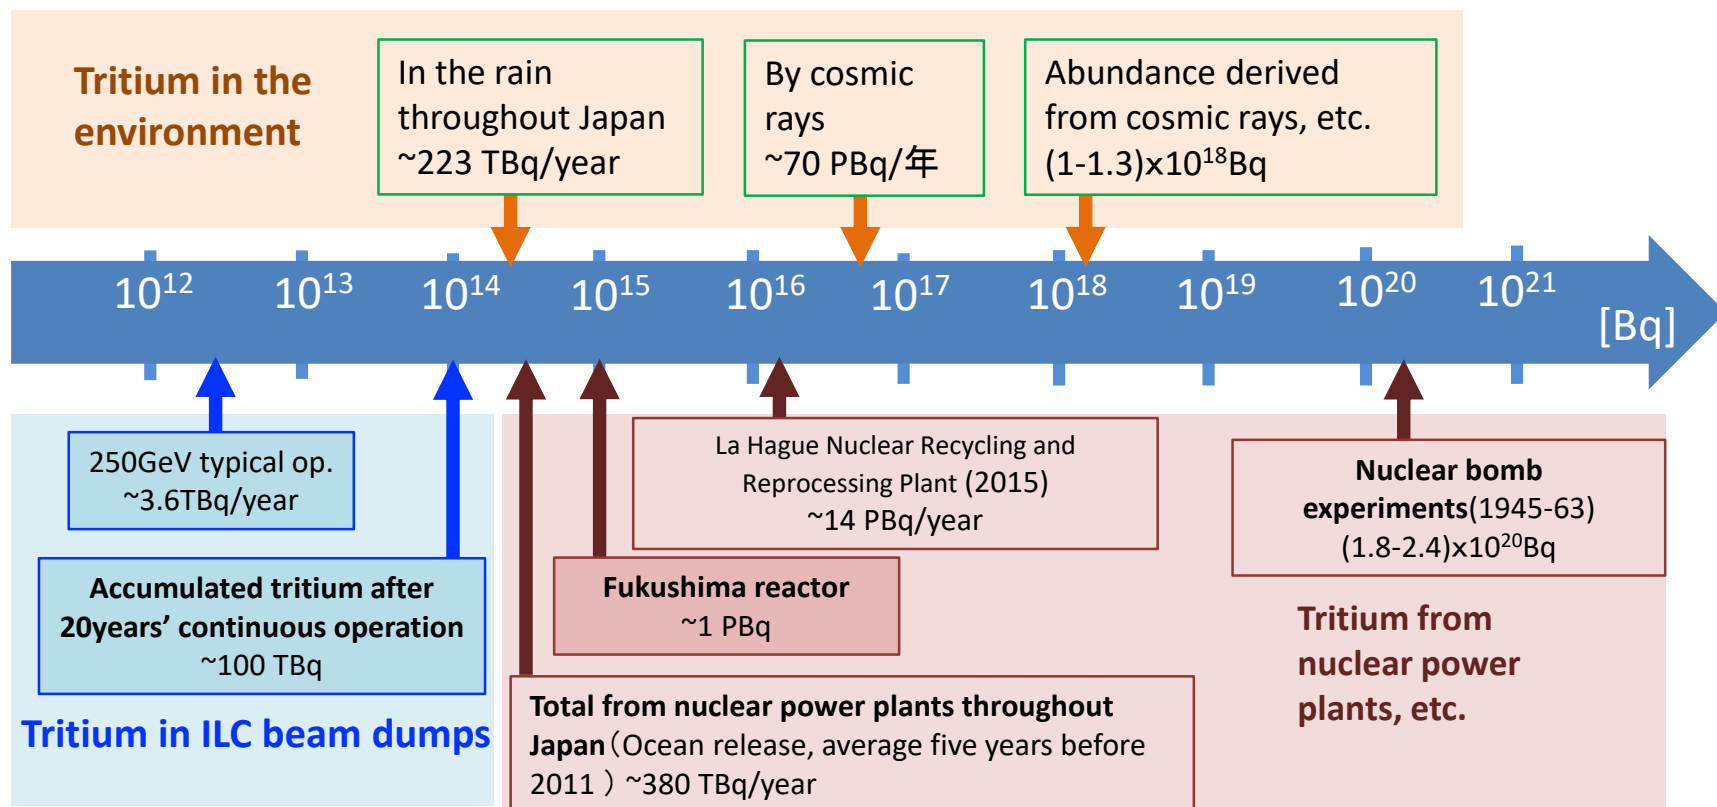 Tritium in the
environment
In the rain
throughout Japan
~223 TBq/year
By cosmic
rays
~70 PBq/年
Abundance derived
from cosmic rays, etc.
(1-1.3)x10¹⁸Bq
10¹² 10¹³ 10¹⁴ 10¹⁵ 10¹⁶ 10¹⁷ 10¹⁸ 10¹⁹ 10²⁰ 10²¹
[Bq]
250GeV typical op.
~3.6TBq/year
Accumulated tritium after
20years’ continuous operation
~100 TBq
Tritium in ILC beam dumps
La Hague Nuclear Recycling and
Reprocessing Plant (2015)
~14 PBq/year
Fukushima reactor
~1 PBq
Total from nuclear power plants throughout
Japan（Ocean release, average five years before
2011 ）~380 TBq/year
Nuclear bomb
experiments(1945-63)
(1.8-2.4)x10²⁰Bq
Tritium from
nuclear power
plants, etc.